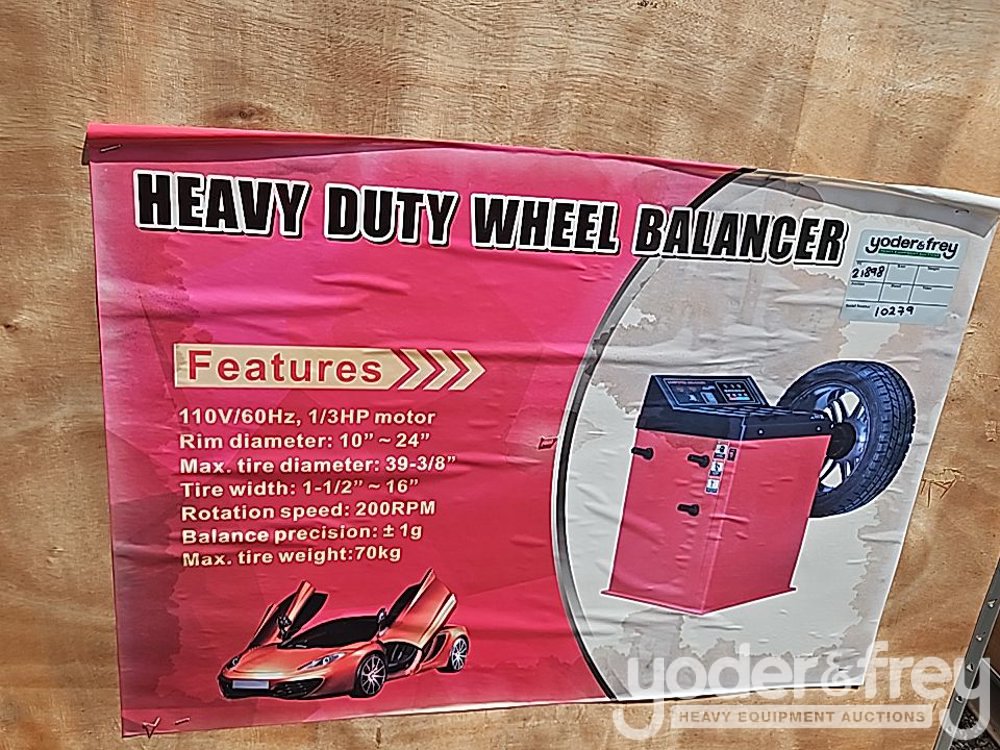 HEAVY DUTY WHEEL BALANCER
yoder&frey
21898
10279
Features
110V/60Hz, 1/3HP motor
Rim diameter: 10” ~ 24”
Max. tire diameter: 39-3/8”
Tire width: 1-1/2” ~ 16”
Rotation speed: 200RPM
Balance precision: ± 1g
Max. tire weight:70kg
yoder&frey
HEAVY EQUIPMENT AUCTIONS